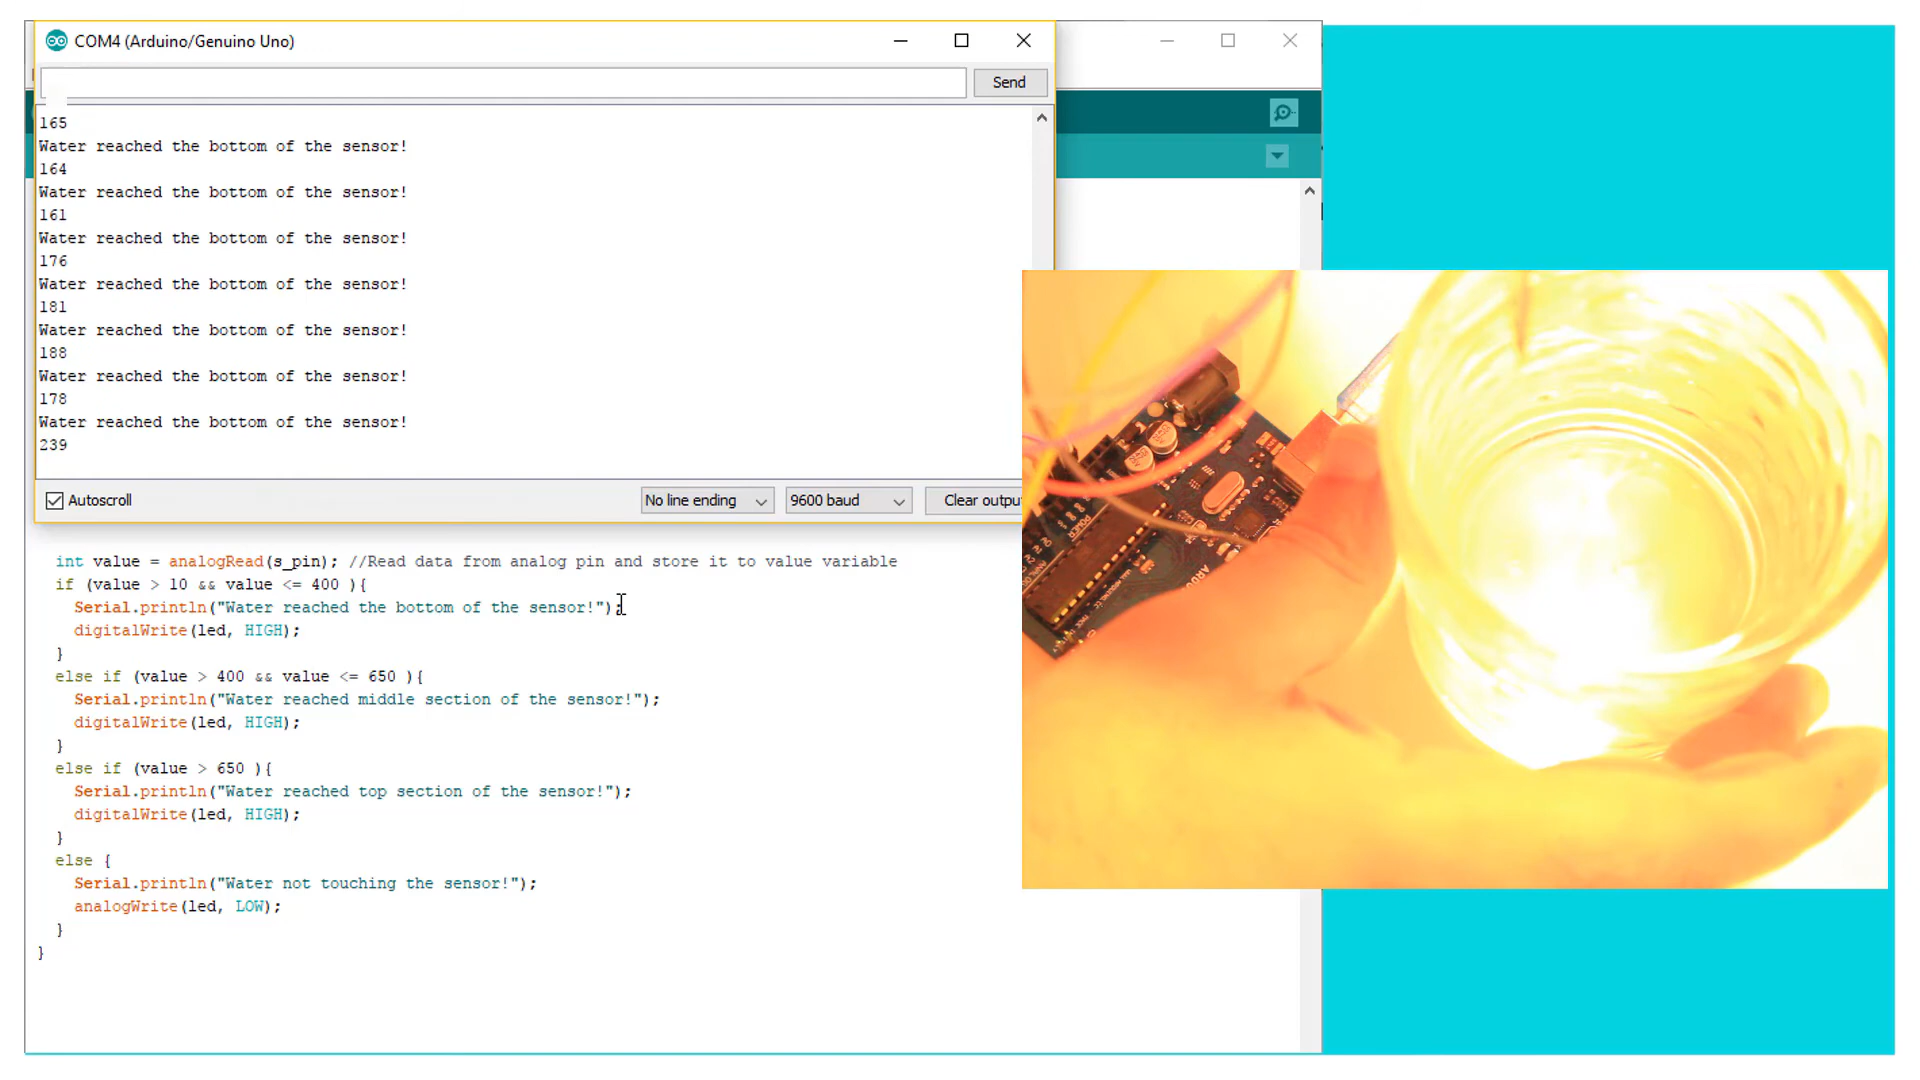 COM4 (Arduino/Genuino Uno)
Send
165
Water reached the bottom of the sensor!
164
Water reached the bottom of the sensor!
161
Water reached the bottom of the sensor!
176
Water reached the bottom of the sensor!
181
Water reached the bottom of the sensor!
188
Water reached the bottom of the sensor!
178
Water reached the bottom of the sensor!
239
Autoscroll
No line ending
9600 baud
Clear outpu
int value = analogRead(s_pin); //Read data from analog pin and store it to value variable
if (value > 10 && value <= 400 ){
Serial.println("Water reached the bottom of the sensor!");
digitalWrite(led, HIGH);
}
else if (value > 400 && value <= 650 ){
Serial.println("Water reached middle section of the sensor!");
digitalWrite(led, HIGH);
}
else if (value > 650 ){
Serial.println("Water reached top section of the sensor!");
digitalWrite(led, HIGH);
}
else {
Serial.println("Water not touching the sensor!");
analogWrite(led, LOW);
}
}
POWER